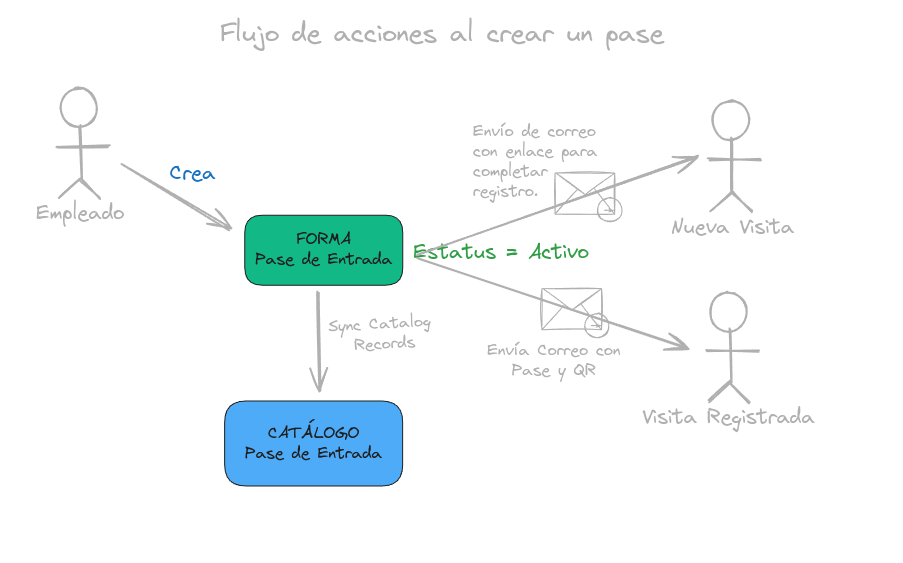 Flujo de acciones al crear un pase
Empleado
Crea
FORMA
Pase de Entrada
Estatus = Activo
Envío de correo
con enlace para
completar
registro.
Nueva Visita
Sync Catalog
Records
Envía Correo con
Pase y QR
Visita Registrada
CATÁLOGO
Pase de Entrada